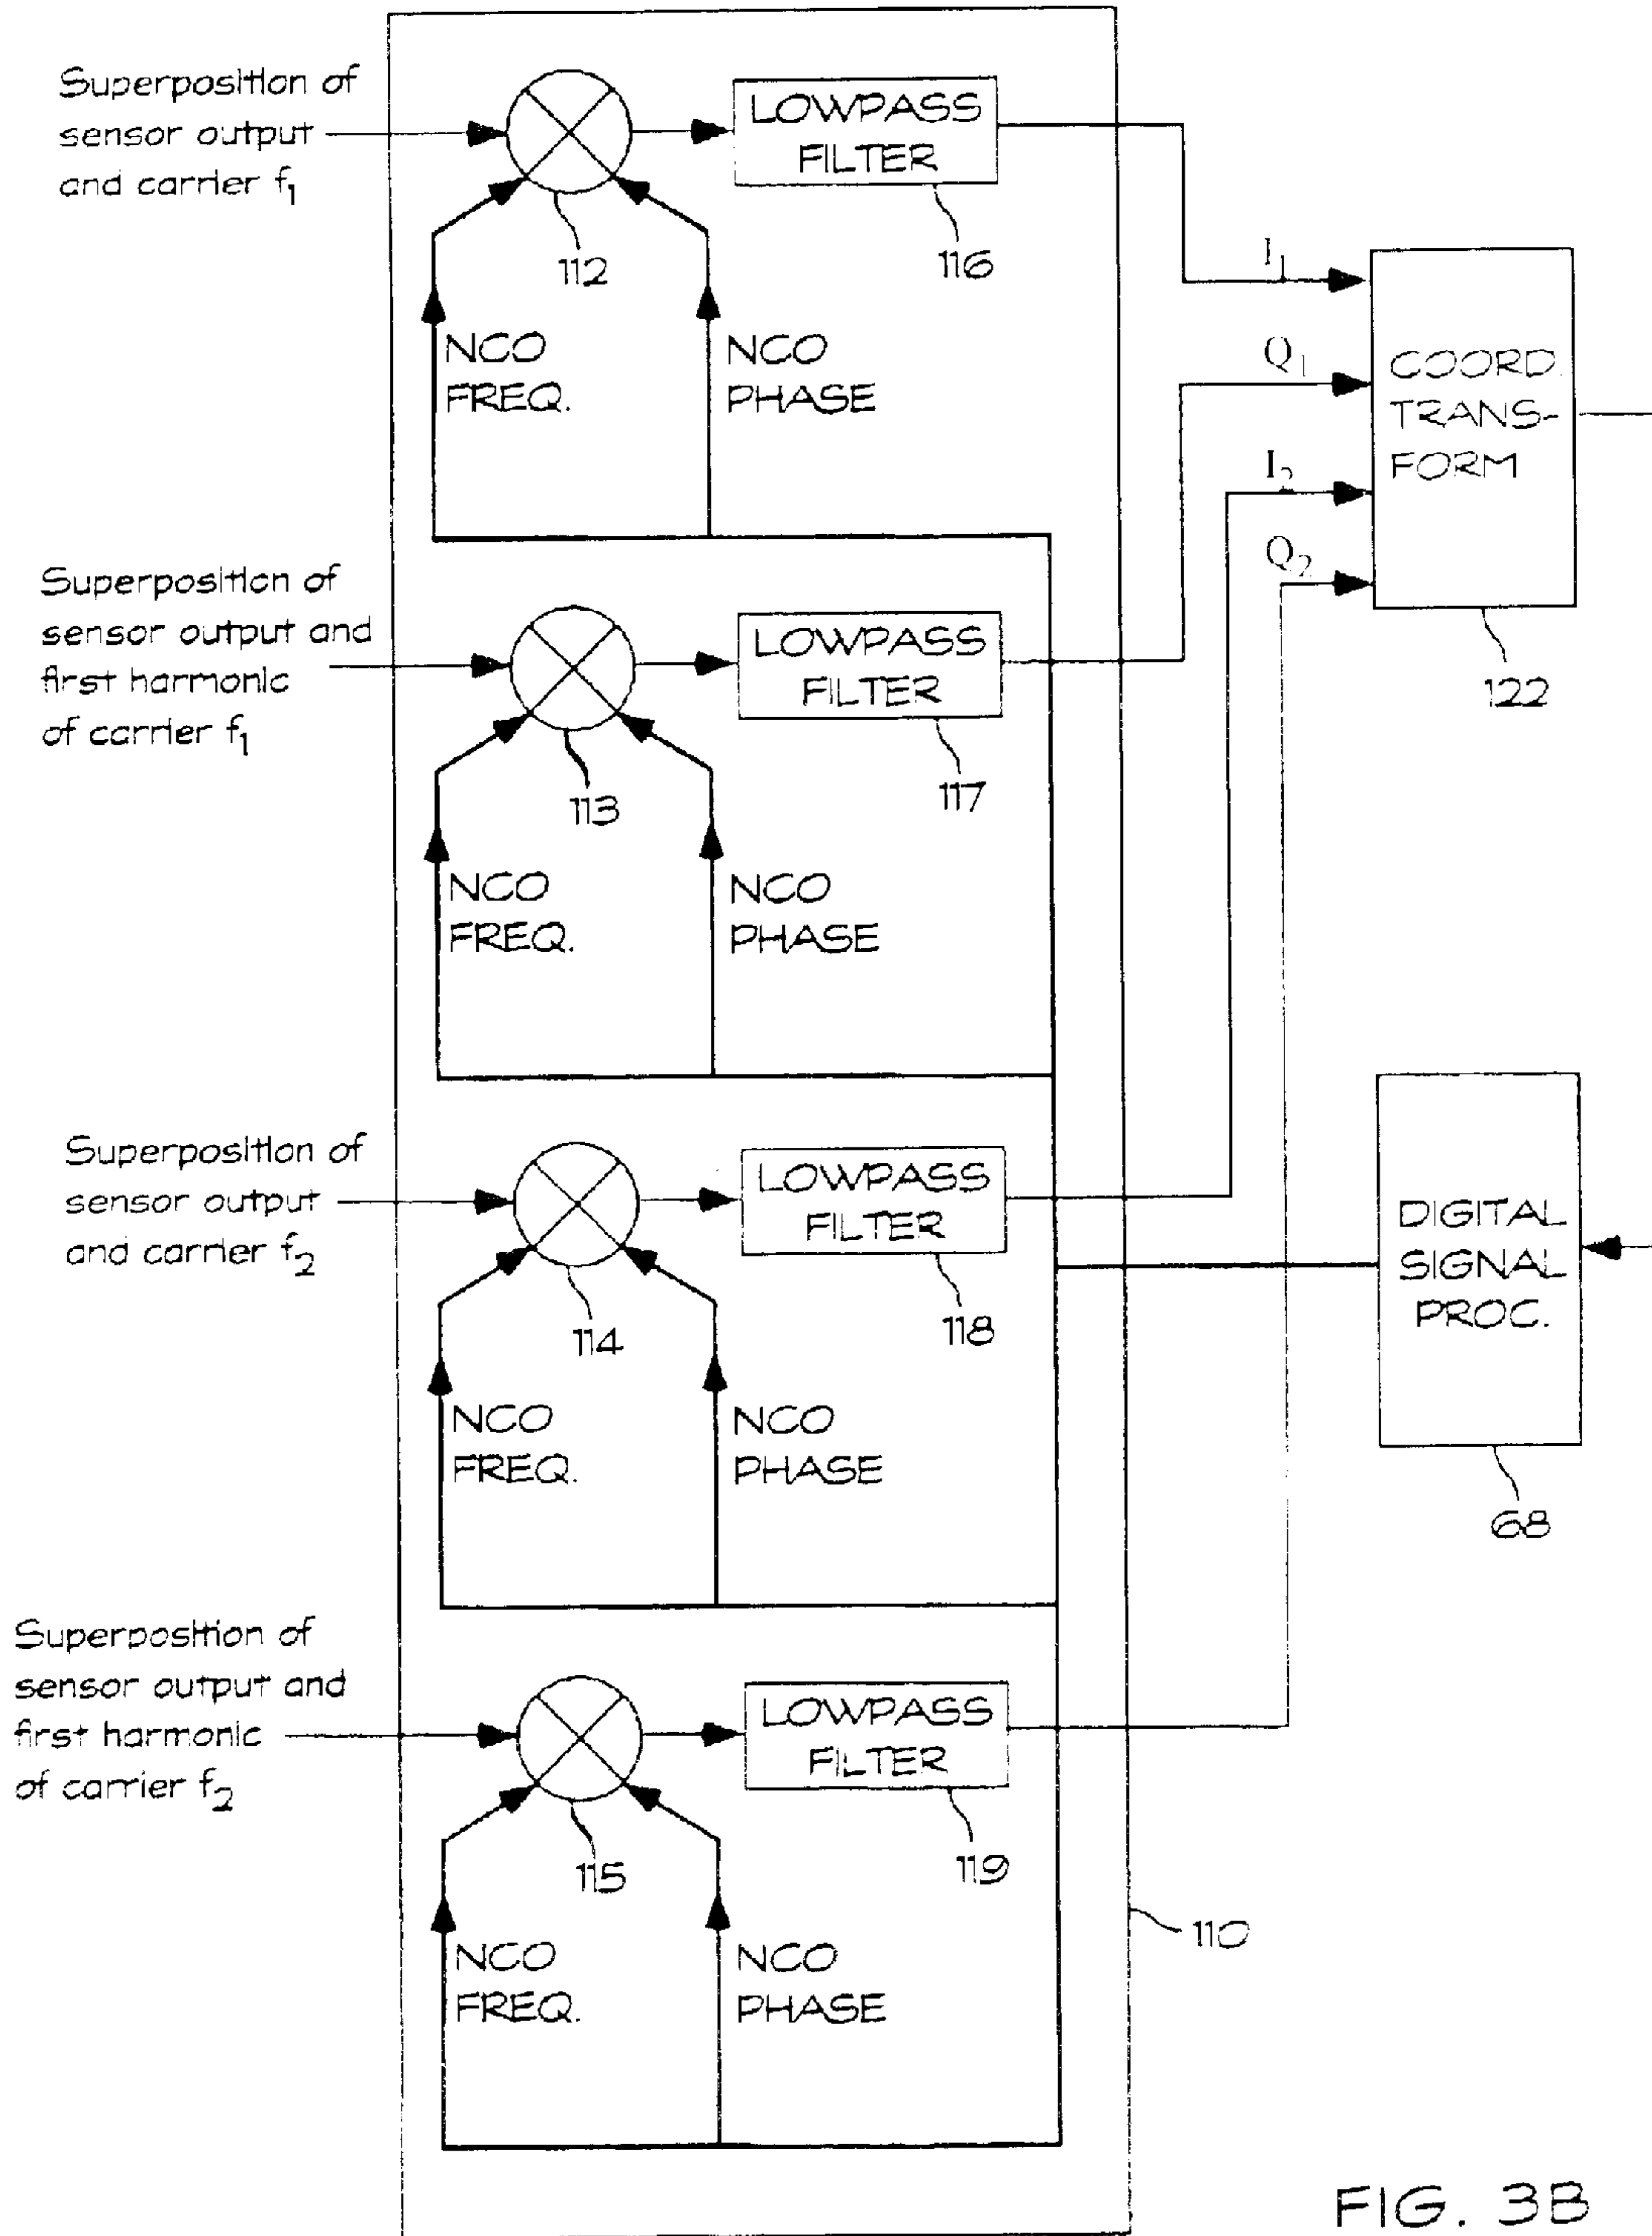 Superposition of
sensor output
and carrier f₁
LOWPASS
FILTER
112
116
NCO
FREQ.
NCO
PHASE
I₁
Q₁
I₂
Q₂
COORD.
TRANS-
FORM
122
Superposition of
sensor output and
first harmonic
of carrier f₁
LOWPASS
FILTER
113
117
NCO
FREQ.
NCO
PHASE
Superposition of
sensor output
and carrier f₂
LOWPASS
FILTER
114
118
NCO
FREQ.
NCO
PHASE
DIGITAL
SIGNAL
PROC.
68
Superposition of
sensor output and
first harmonic
of carrier f₂
LOWPASS
FILTER
115
119
NCO
FREQ.
NCO
PHASE
110
FIG. 3B